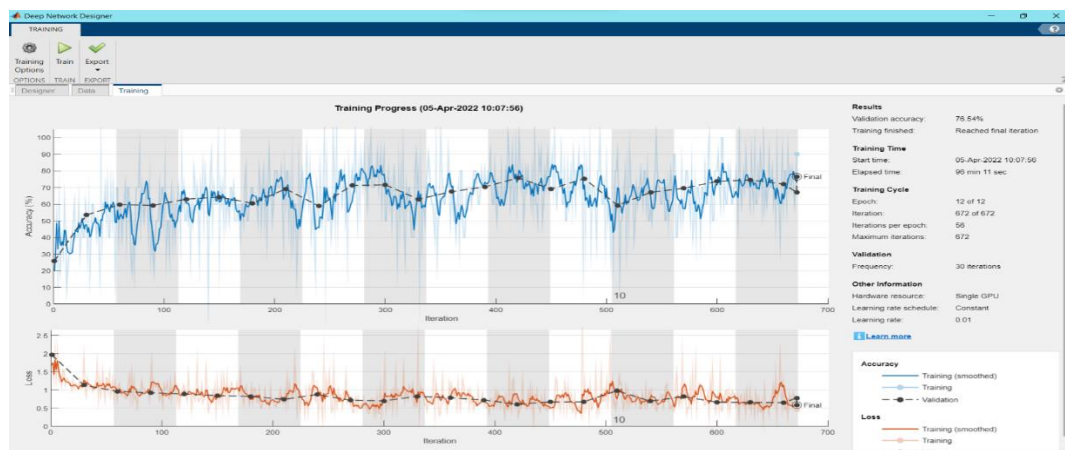 Deep Network Designer
TRAINING
Training Options
Train
Export
OPTIONS TRAIN EXPORT
Designer Data Training
Training Progress (05-Apr-2022 10:07:56)
100
90
80
70
60
50
40
30
20
10
0
Accuracy (%)
Final
10
0 100 200 300 400 500 600 700
Iteration
2.5
2
1.5
1
0.5
0
Loss
Final
10
0 100 200 300 400 500 600 700
Iteration
Results
Validation accuracy: 76.54%
Training finished: Reached final iteration
Training Time
Start time: 05-Apr-2022 10:07:56
Elapsed time: 96 min 11 sec
Training Cycle
Epoch: 12 of 12
Iteration: 672 of 672
Iterations per epoch: 56
Maximum iterations: 672
Validation
Frequency: 30 iterations
Other Information
Hardware resource: Single GPU
Learning rate schedule: Constant
Learning rate: 0.01
Learn more
Accuracy
Training (smoothed)
Training
Validation
Loss
Training (smoothed)
Training